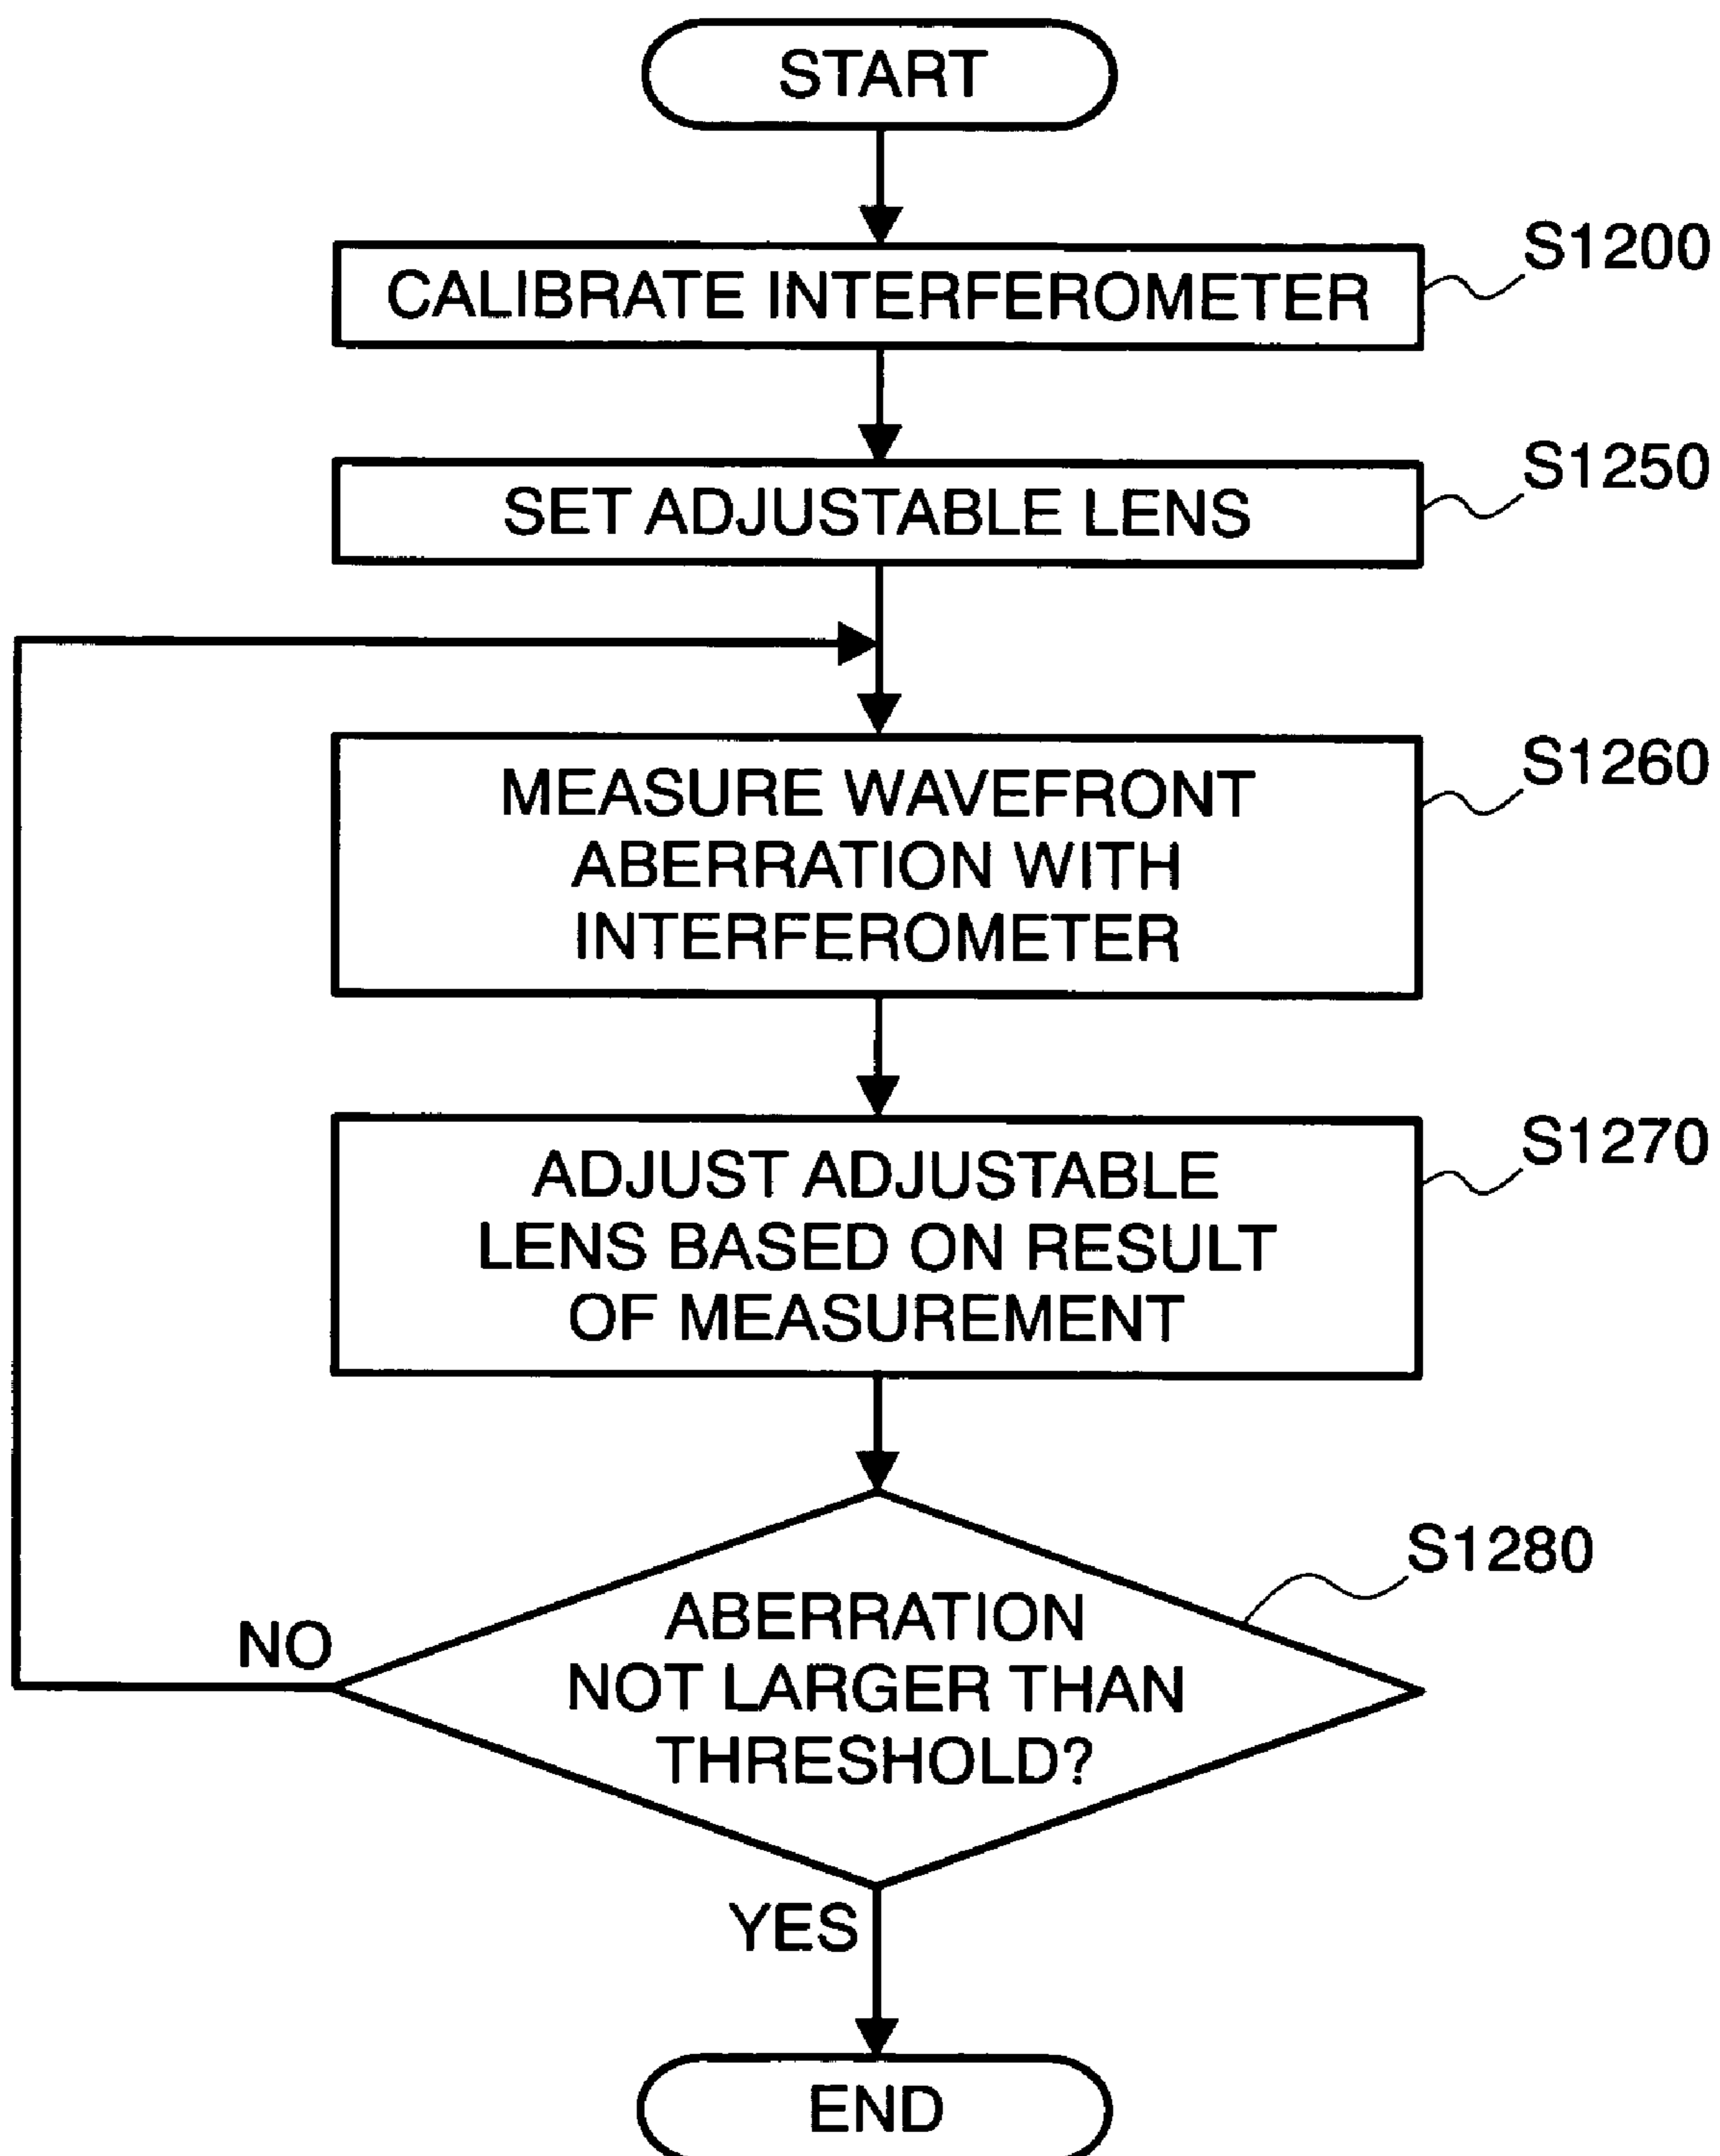 START
CALIBRATE INTERFEROMETER
S1200
SET ADJUSTABLE LENS
S1250
MEASURE WAVEFRONT
ABERRATION WITH
INTERFEROMETER
S1260
ADJUST ADJUSTABLE
LENS BASED ON RESULT
OF MEASUREMENT
S1270
ABERRATION
NOT LARGER THAN
THRESHOLD?
S1280
NO
YES
END